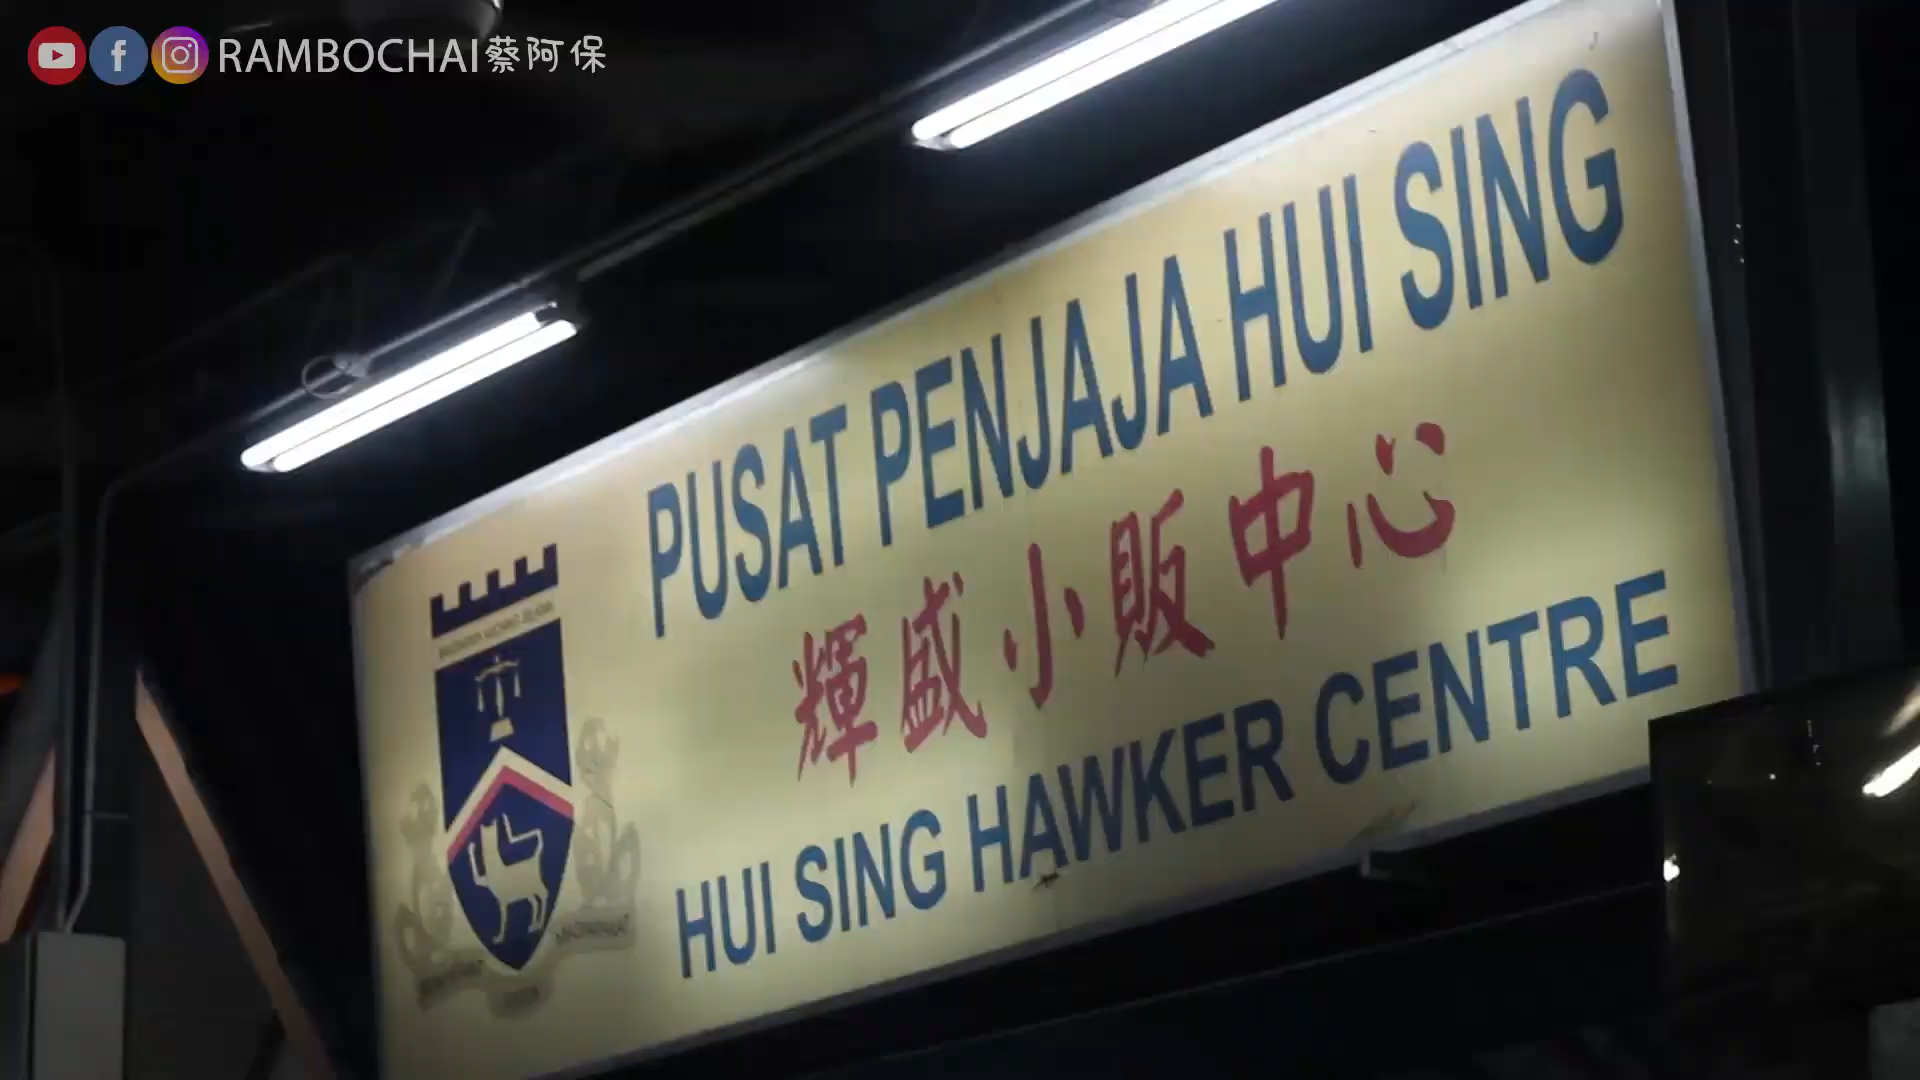 RAMBOCHAI蔡阿保
PUSAT PENJAJA HUI SING
輝盛小販中心
HUI SING HAWKER CENTRE